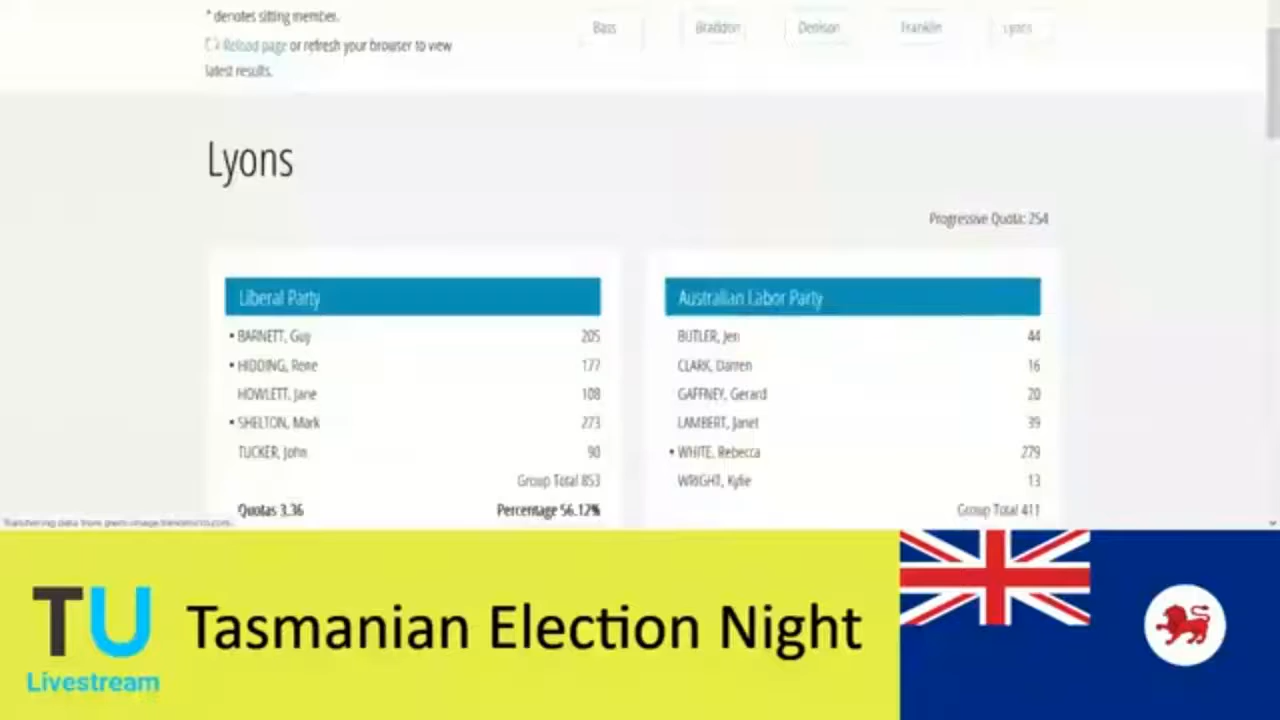 * denotes sitting member.
Reload page or refresh your browser to view
latest results.
Bass
Braddon
Denison
Franklin
Lyons
Lyons
Progressive Quota: 254
Liberal Party
• BARNETT, Guy 205
• HIDDING, Rene 177
HOWLETT, Jane 108
• SHELTON, Mark 273
TUCKER, John 90
Group Total 853
Quotas 3.36 Percentage 56.12%
Australian Labor Party
BUTLER, Jen 44
CLARK, Darren 16
GAFFNEY, Gerard 20
LAMBERT, Janet 39
• WHITE, Rebecca 279
WRIGHT, Kylie 13
Group Total 411
Transferring data from
TU
Livestream
Tasmanian Election Night